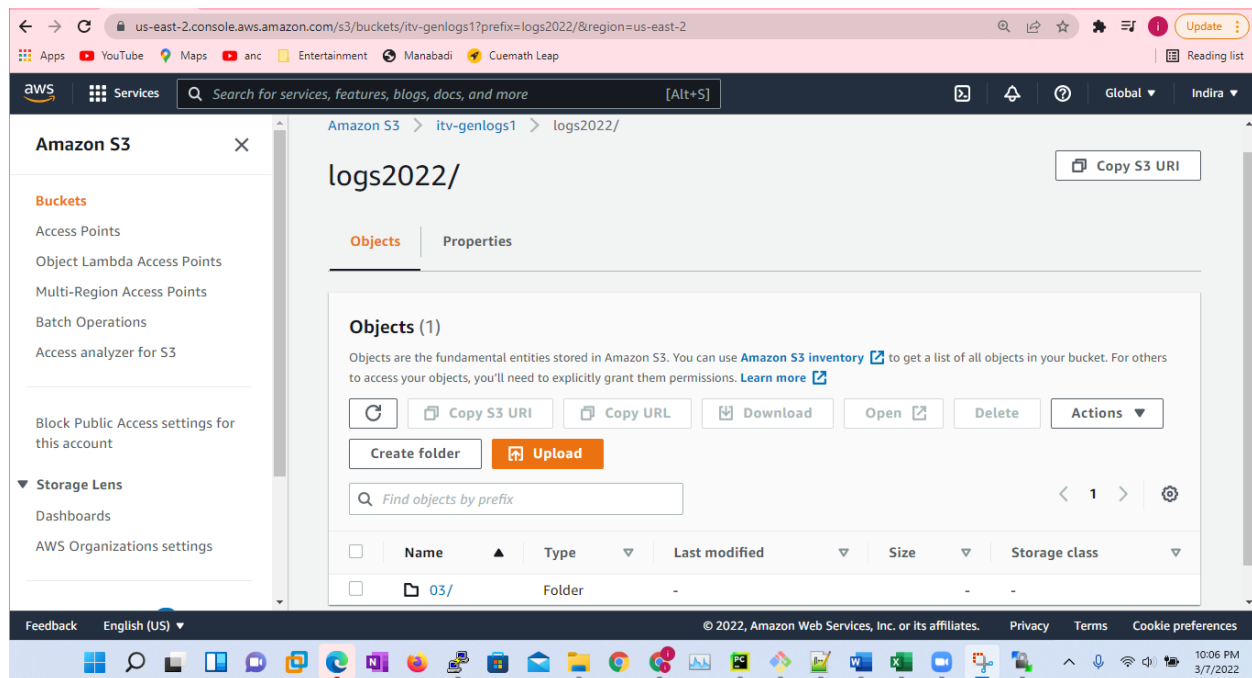 us-east-2.console.aws.amazon.com/s3/buckets/itv-genlogs1?prefix=logs2022/&region=us-east-2
i
Update
Apps YouTube Maps anc Entertainment Manabadi Cuemath Leap Reading list
aws Services Search for services, features, blogs, docs, and more [Alt+S] Global ▼ Indira ▼
Amazon S3
Buckets
Access Points
Object Lambda Access Points
Multi-Region Access Points
Batch Operations
Access analyzer for S3
Block Public Access settings for
this account
▼ Storage Lens
Dashboards
AWS Organizations settings
Amazon S3 > itv-genlogs1 > logs2022/
logs2022/
Copy S3 URI
Objects Properties
Objects (1)
Objects are the fundamental entities stored in Amazon S3. You can use Amazon S3 inventory to get a list of all objects in your bucket. For others
to access your objects, you'll need to explicitly grant them permissions. Learn more
Copy S3 URI Copy URL Download Open Delete Actions ▼
Create folder Upload
Find objects by prefix
< 1 >
Name ▲ Type Last modified Size Storage class
03/ Folder - - -
Feedback English (US) ▼ © 2022, Amazon Web Services, Inc. or its affiliates. Privacy Terms Cookie preferences
10:06 PM
3/7/2022